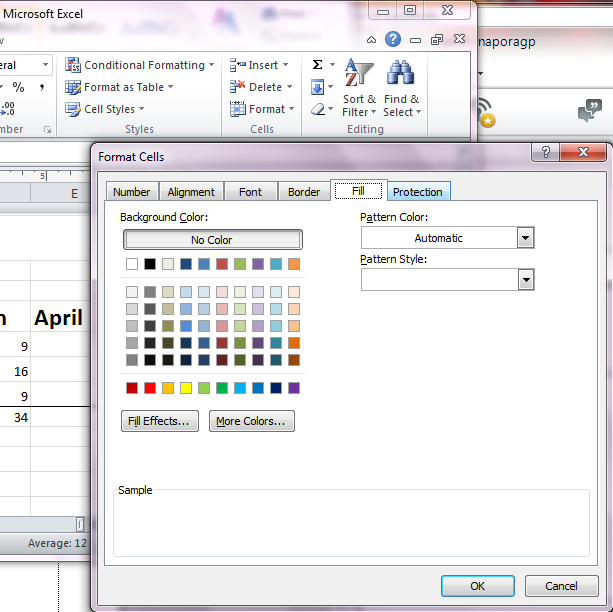 Microsoft Excel
naporagp
eral
Conditional Formatting
Insert
Σ
% ,
Format as Table
Delete
Sort &
Find &
.00
Cell Styles
Format
Filter
Select
mber
Styles
Cells
Editing
Format Cells
5
E
Number
Alignment
Font
Border
Fill
Protection
Background Color:
Pattern Color:
No Color
Automatic
Pattern Style:
April
9
16
9
34
Fill Effects...
More Colors...
Sample
Average: 12
OK
Cancel